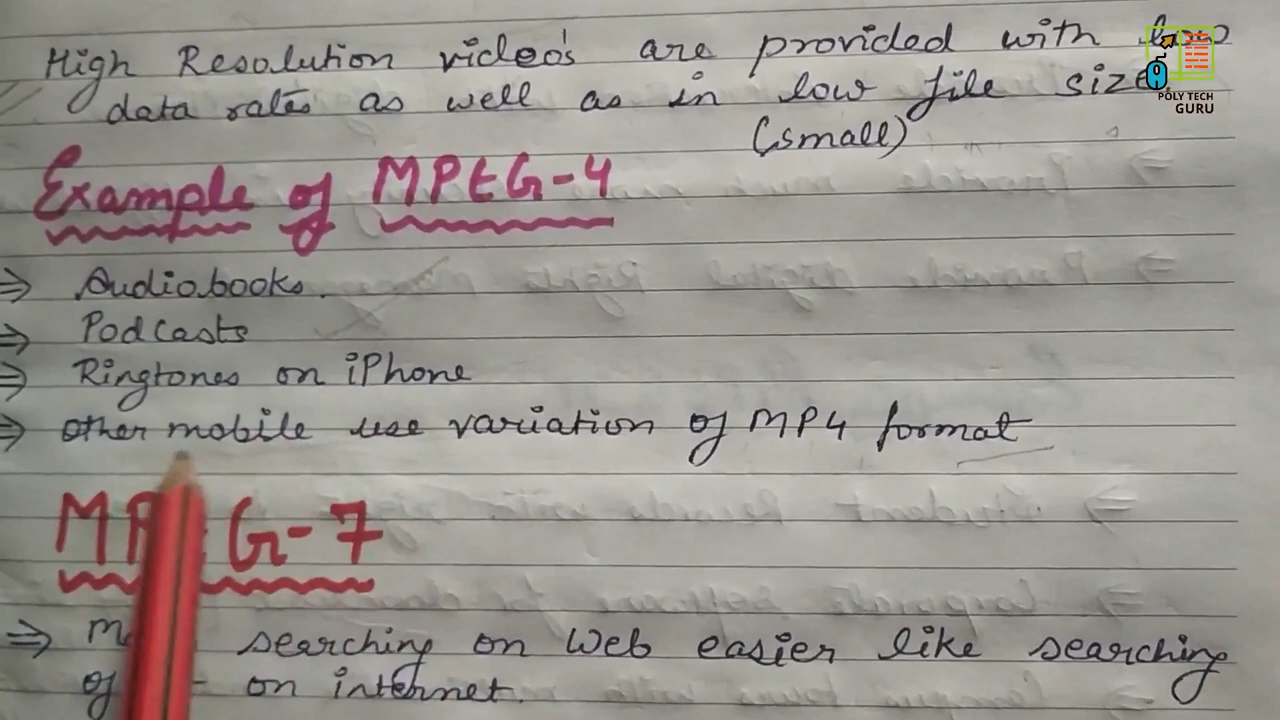 High Resolution video's are provided with low
data rates as well as in low file size.
(small)
POLY TECH
GURU
Example of MPEG-4
⇒ Audiobooks.
⇒ Podcasts
⇒ Ringtones on iPhone
⇒ other mobile use variation of MP4 format
MPEG-7
⇒ searching on Web easier like searching
of on internet.